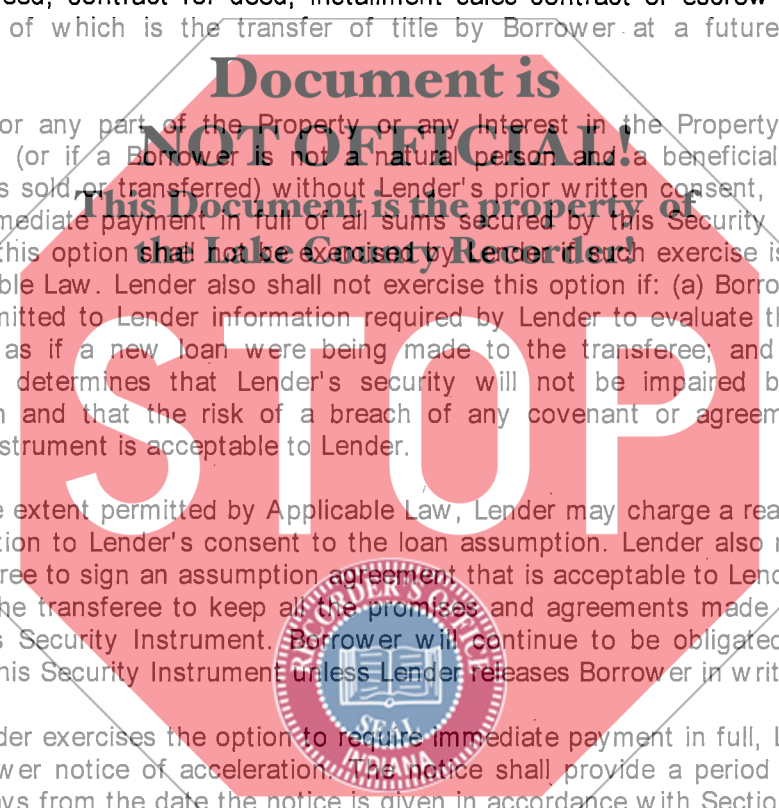 sed, contract for deed, installment sales contract or escrow
of which is the transfer of title by Borrower at a future
Document is
or any part of the Property or any Interest in the Property
NOT OFFICIAL!
(or if a Borrower is not a natural person and a beneficial
s sold or transferred) without Lender's prior written consent,
This Document is the property of
mediate payment in full of all sums secured by this Security
the Lake County Recorder!
this option shall not be exercised by Lender if such exercise is
ble Law. Lender also shall not exercise this option if: (a) Borro
mitted to Lender information required by Lender to evaluate th
as if a new loan were being made to the transferee; and
determines that Lender's security will not be impaired b
n and that the risk of a breach of any covenant or agreem
strument is acceptable to Lender.
STOP
e extent permitted by Applicable Law, Lender may charge a rea
tion to Lender's consent to the loan assumption. Lender also
ree to sign an assumption agreement that is acceptable to Lend
he transferee to keep all the promises and agreements made
s Security Instrument. Borrower will continue to be obligated
his Security Instrument unless Lender releases Borrower in writ
RECORDER'S OFFICE
SEAL
INDIANA
der exercises the option to require immediate payment in full, L
wer notice of acceleration. The notice shall provide a period
ays from the date the notice is given in accordance with Sectio